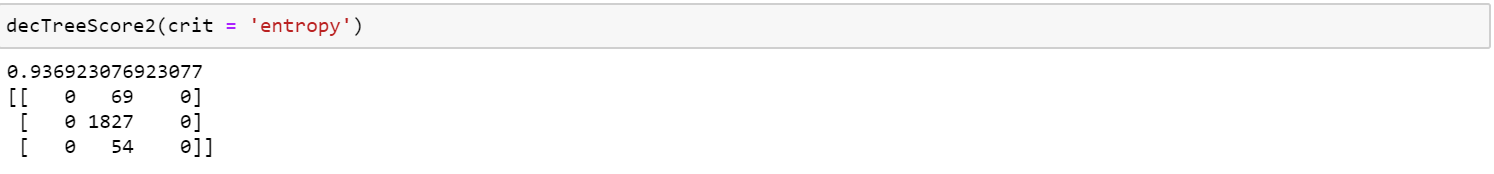 decTreeScore2(crit = 'entropy')
0.936923076923077
[[   0   69    0]
 [   0 1827    0]
 [   0   54    0]]